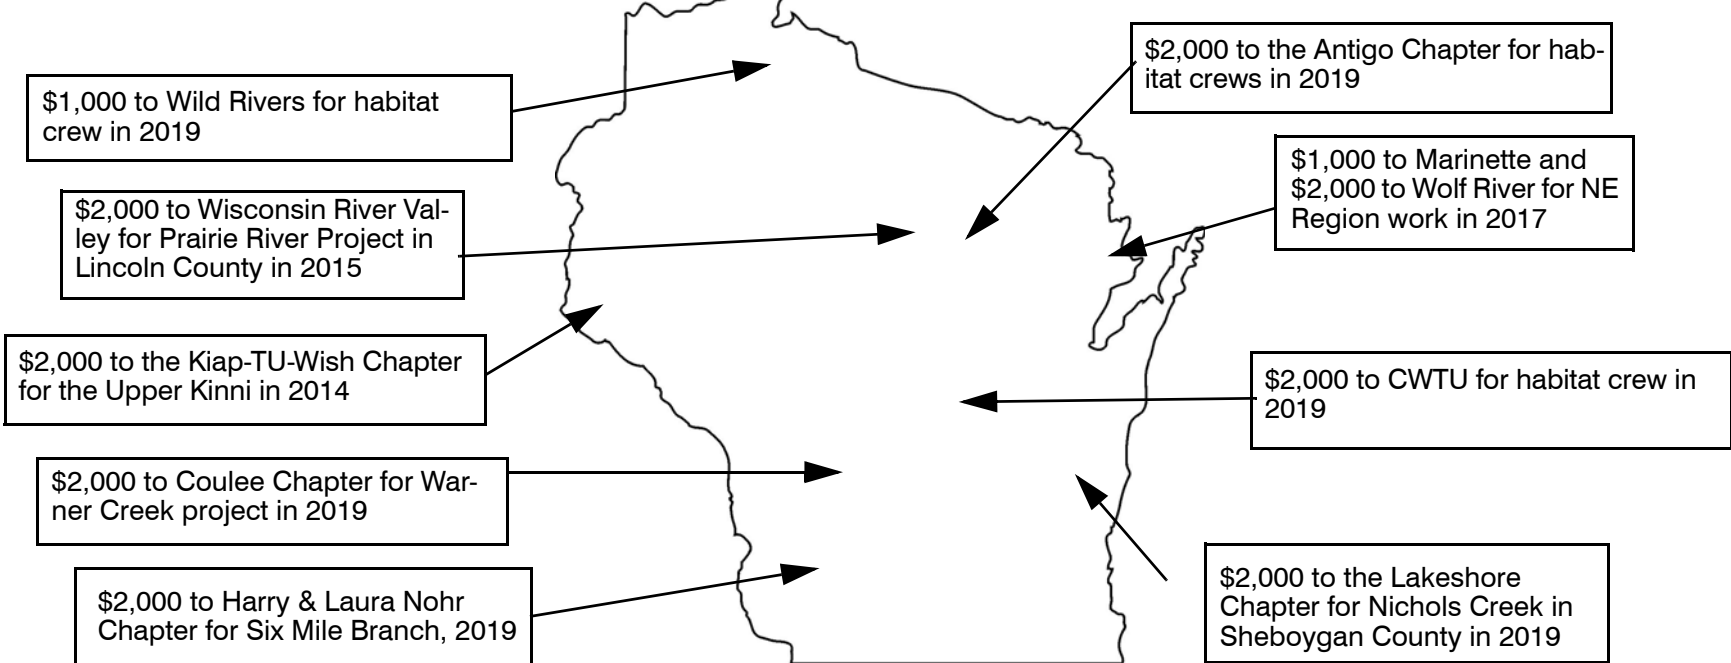 $1,000 to Wild Rivers for habitat
crew in 2019
$2,000 to Wisconsin River Val-
ley for Prairie River Project in
Lincoln County in 2015
$2,000 to the Kiap-TU-Wish Chapter
for the Upper Kinni in 2014
$2,000 to Coulee Chapter for War-
ner Creek project in 2019
$2,000 to Harry & Laura Nohr
Chapter for Six Mile Branch, 2019
$2,000 to the Antigo Chapter for hab-
itat crews in 2019
$1,000 to Marinette and
$2,000 to Wolf River for NE
Region work in 2017
$2,000 to CWTU for habitat crew in
2019
$2,000 to the Lakeshore
Chapter for Nichols Creek in
Sheboygan County in 2019